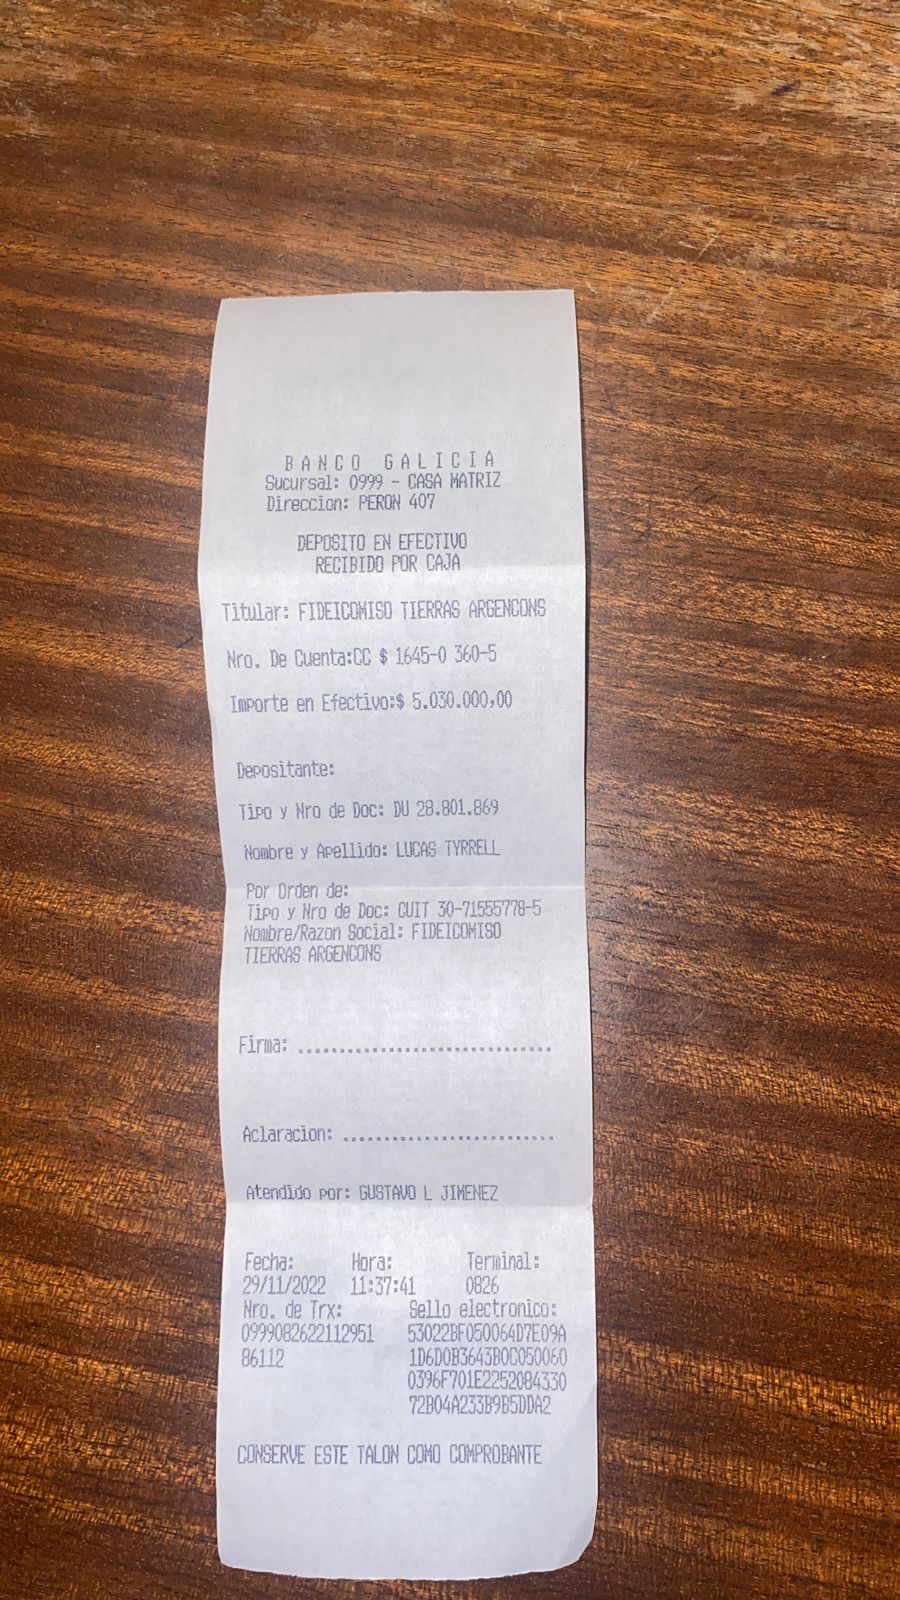 BANCO GALICIA
Sucursal: 0999 - CASA MATRIZ
Direccion: PERON 407
DEPOSITO EN EFECTIVO
RECIBIDO POR CAJA
Titular: FIDEICOMISO TIERRAS ARGENCONS
Nro. De Cuenta:CC $ 1645-0 360-5
Importe en Efectivo:$ 5.030.000,00
Depositante:
Tipo y Nro de Doc: DU 28.801.869
Nombre y Apellido: LUCAS TYRRELL
Por Orden de:
Tipo y Nro de Doc: CUIT 30-71555778-5
Nombre/Razon Social: FIDEICOMISO
TIERRAS ARGENCONS
Firma: ............................
Aclaracion: ........................
Atendido por: GUSTAVO L JIMENEZ
Fecha: Hora: Terminal:
29/11/2022 11:37:41 0826
Nro. de Trx: Sello electronico:
0999082622112951 53022BF050064D7E09A
86112 1D6D0B3643B0C050060
0396F701E2252084330
72B04A233B9B5DDA2
CONSERVE ESTE TALON COMO COMPROBANTE